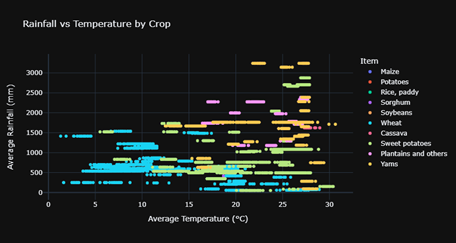 Rainfall vs Temperature by Crop
Average Rainfall (mm)
3000
2500
2000
1500
1000
500
0
0 5 10 15 20 25 30
Average Temperature (°C)
Item
Maize
Potatoes
Rice, paddy
Sorghum
Soybeans
Wheat
Cassava
Sweet potatoes
Plantains and others
Yams